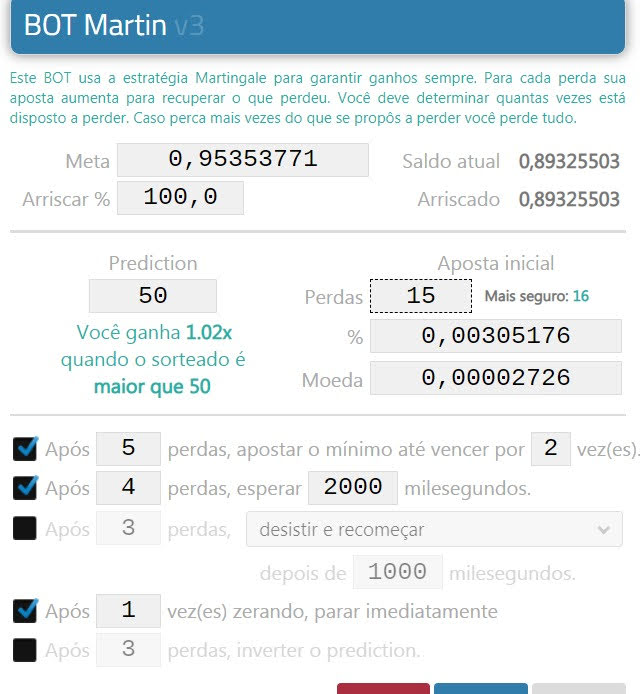 BOT Martin v3
Este BOT usa a estratégia Martingale para garantir ganhos sempre. Para cada perda sua
aposta aumenta para recuperar o que perdeu. Você deve determinar quantas vezes está
disposto a perder. Caso perca mais vezes do que se propôs a perder você perde tudo.
Meta 0,95353771 Saldo atual 0,89325503
Arriscar % 100,0 Arriscado 0,89325503
Prediction Aposta inicial
50 Perdas 15 Mais seguro: 16
Você ganha 1.02x
quando o sorteado é
maior que 50
% 0,00305176
Moeda 0,00002726
Após 5 perdas, apostar o mínimo até vencer por 2 vez(es).
Após 4 perdas, esperar 2000 milesegundos.
Após 3 perdas, desistir e recomeçar
depois de 1000 milesegundos.
Após 1 vez(es) zerando, parar imediatamente
Após 3 perdas, inverter o prediction.